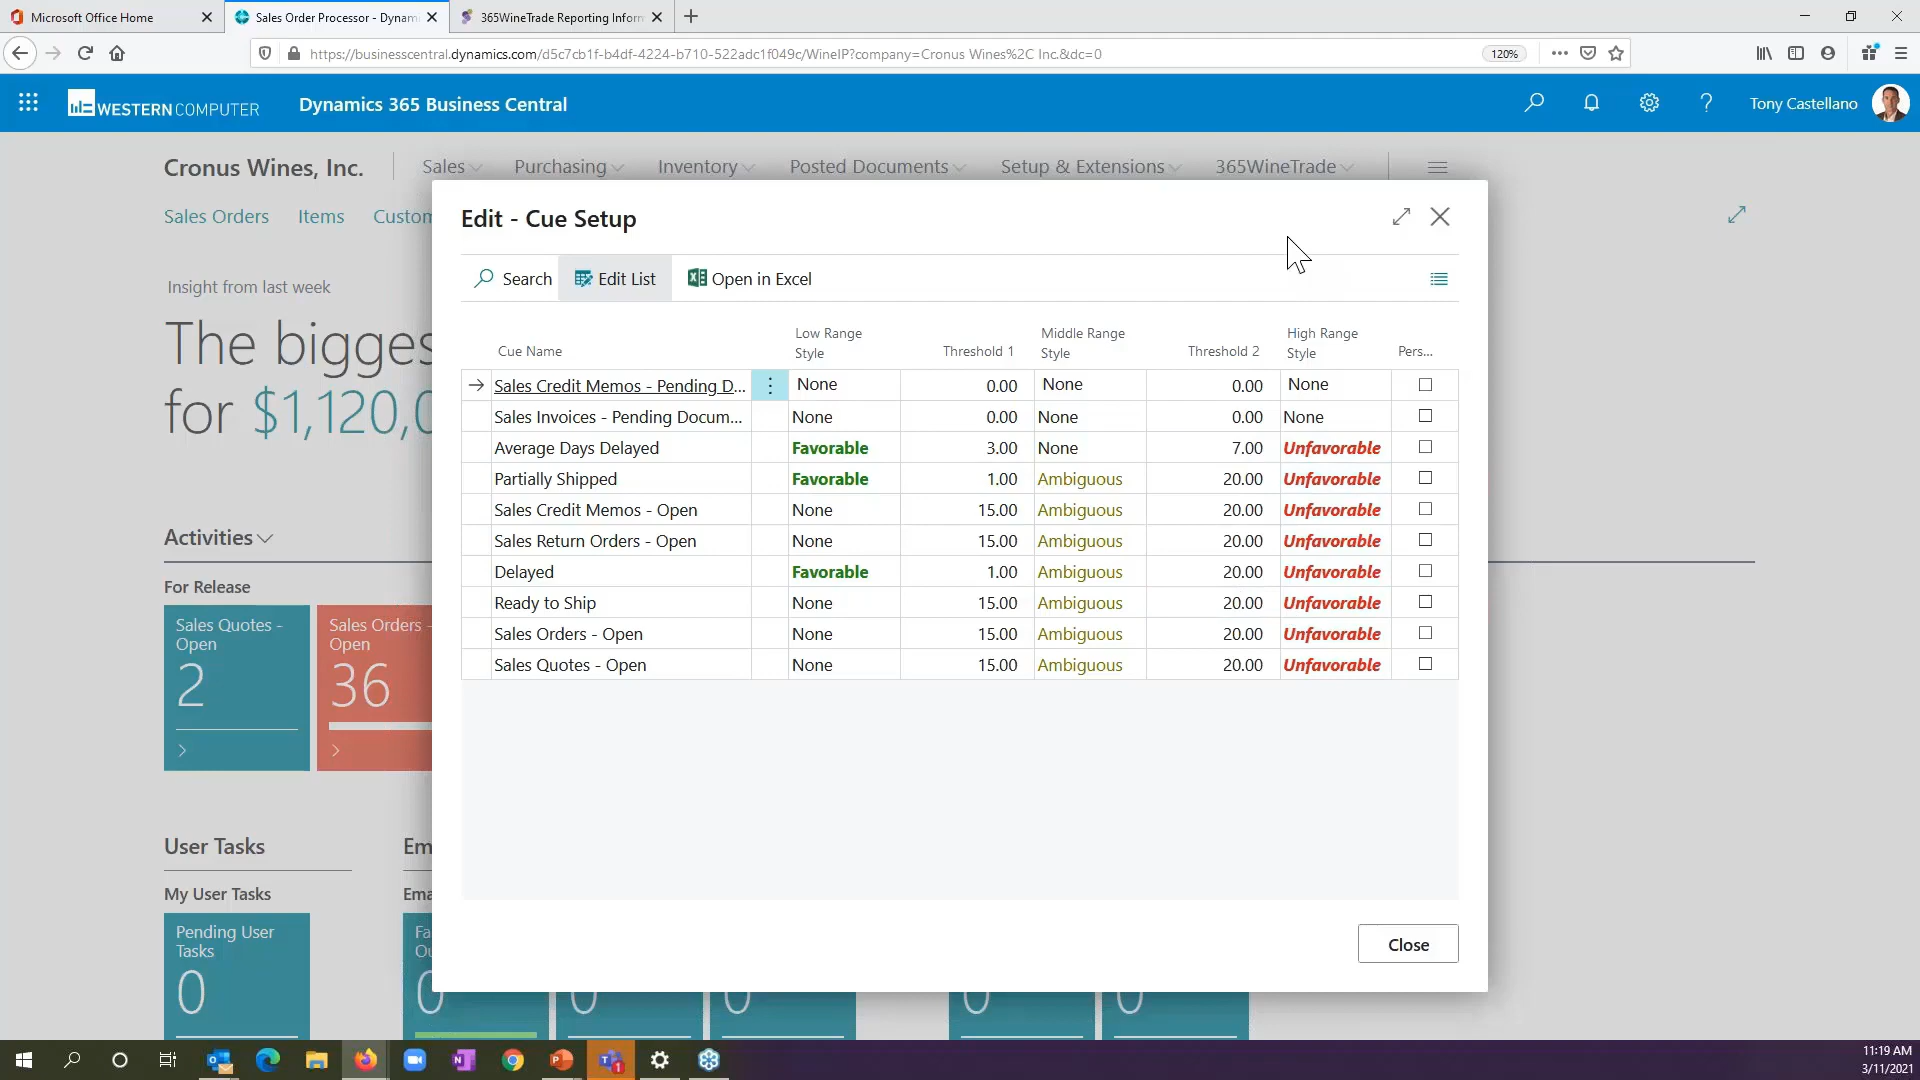 Microsoft Office Home
Sales Order Processor - Dynami
365WineTrade Reporting Inform
https://businesscentral.dynamics.com/d5c7cb1f-b4df-4224-b710-522adc1f049c/WineIP?company=Cronus Wines%2C Inc.&dc=0
120%
WESTERN COMPUTER
Dynamics 365 Business Central
Tony Castellano
Cronus Wines, Inc.
Sales
Purchasing
Inventory
Posted Documents
Setup & Extensions
365WineTrade
Sales Orders
Items
Custom
Insight from last week
The bigges
for $1,120,0
Activities
For Release
Sales Quotes -
Open
2
Sales Orders -
Open
36
User Tasks
Em
My User Tasks
Ema
Pending User
Tasks
0
Fa
Ou
0
0
0
0
0
Edit - Cue Setup
Search
Edit List
Open in Excel
Cue Name
Low Range
Style
Threshold 1
Middle Range
Style
Threshold 2
High Range
Style
Pers...
Sales Credit Memos - Pending D... None 0.00 None 0.00 None
Sales Invoices - Pending Docum... None 0.00 None 0.00 None
Average Days Delayed Favorable 3.00 None 7.00 Unfavorable
Partially Shipped Favorable 1.00 Ambiguous 20.00 Unfavorable
Sales Credit Memos - Open None 15.00 Ambiguous 20.00 Unfavorable
Sales Return Orders - Open None 15.00 Ambiguous 20.00 Unfavorable
Delayed Favorable 1.00 Ambiguous 20.00 Unfavorable
Ready to Ship None 15.00 Ambiguous 20.00 Unfavorable
Sales Orders - Open None 15.00 Ambiguous 20.00 Unfavorable
Sales Quotes - Open None 15.00 Ambiguous 20.00 Unfavorable
Close
11:19 AM
3/11/2021